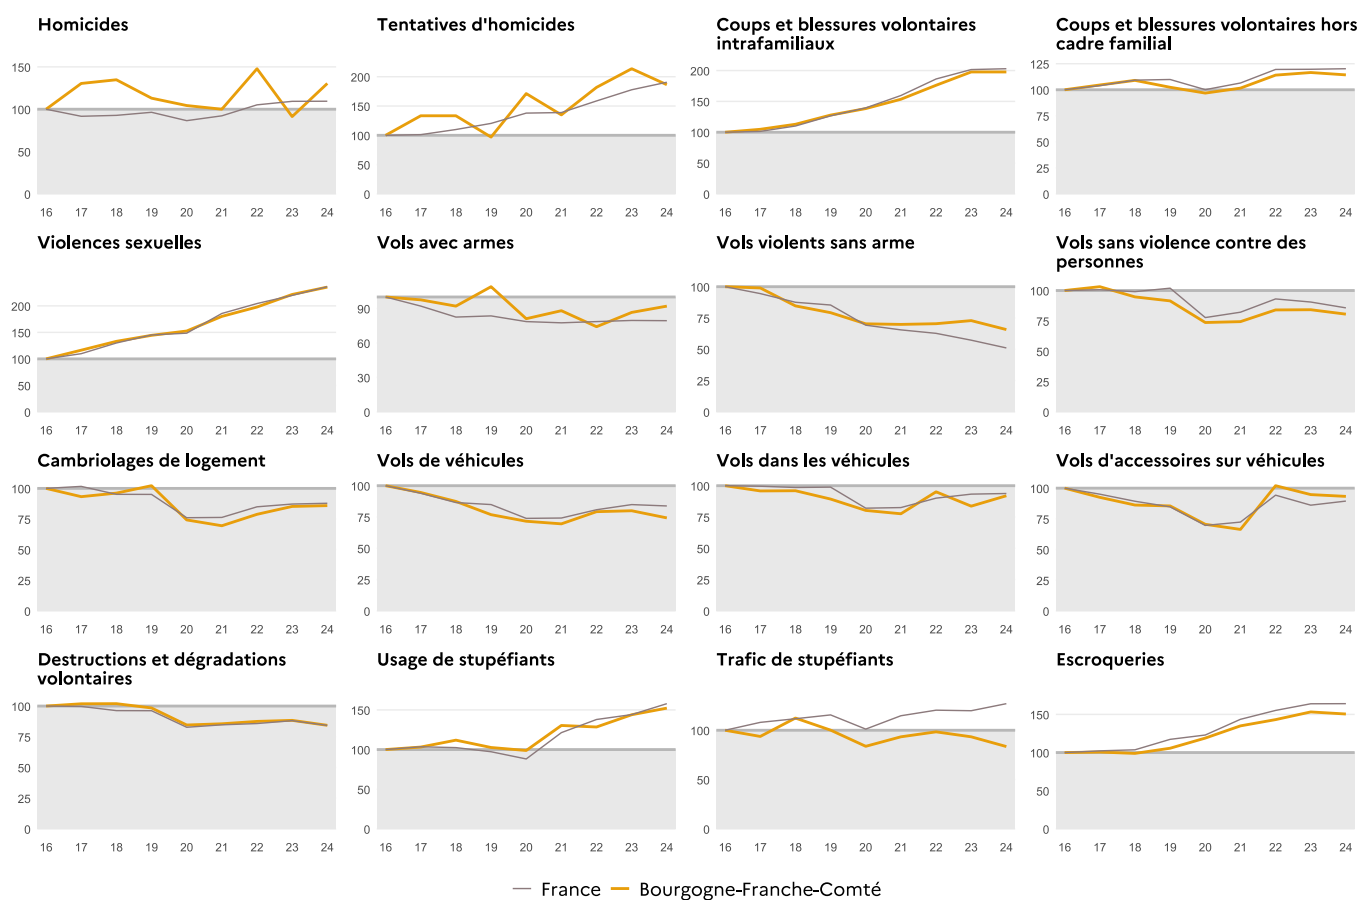 Homicides
150
100
50
0
16 17 18 19 20 21 22 23 24
Tentatives d'homicides
200
150
100
50
0
16 17 18 19 20 21 22 23 24
Coups et blessures volontaires
intrafamiliaux
200
150
100
50
0
16 17 18 19 20 21 22 23 24
Coups et blessures volontaires hors
cadre familial
125
100
75
50
25
0
16 17 18 19 20 21 22 23 24
Violences sexuelles
200
150
100
50
0
16 17 18 19 20 21 22 23 24
Vols avec armes
90
60
30
0
16 17 18 19 20 21 22 23 24
Vols violents sans arme
100
75
50
25
0
16 17 18 19 20 21 22 23 24
Vols sans violence contre des
personnes
100
75
50
25
0
16 17 18 19 20 21 22 23 24
Cambriolages de logement
100
75
50
25
0
16 17 18 19 20 21 22 23 24
Vols de véhicules
100
75
50
25
0
16 17 18 19 20 21 22 23 24
Vols dans les véhicules
100
75
50
25
0
16 17 18 19 20 21 22 23 24
Vols d'accessoires sur véhicules
100
75
50
25
0
16 17 18 19 20 21 22 23 24
Destructions et dégradations
volontaires
100
75
50
25
0
16 17 18 19 20 21 22 23 24
Usage de stupéfiants
150
100
50
0
16 17 18 19 20 21 22 23 24
Trafic de stupéfiants
100
50
0
16 17 18 19 20 21 22 23 24
Escroqueries
150
100
50
0
16 17 18 19 20 21 22 23 24
France Bourgogne-Franche-Comté